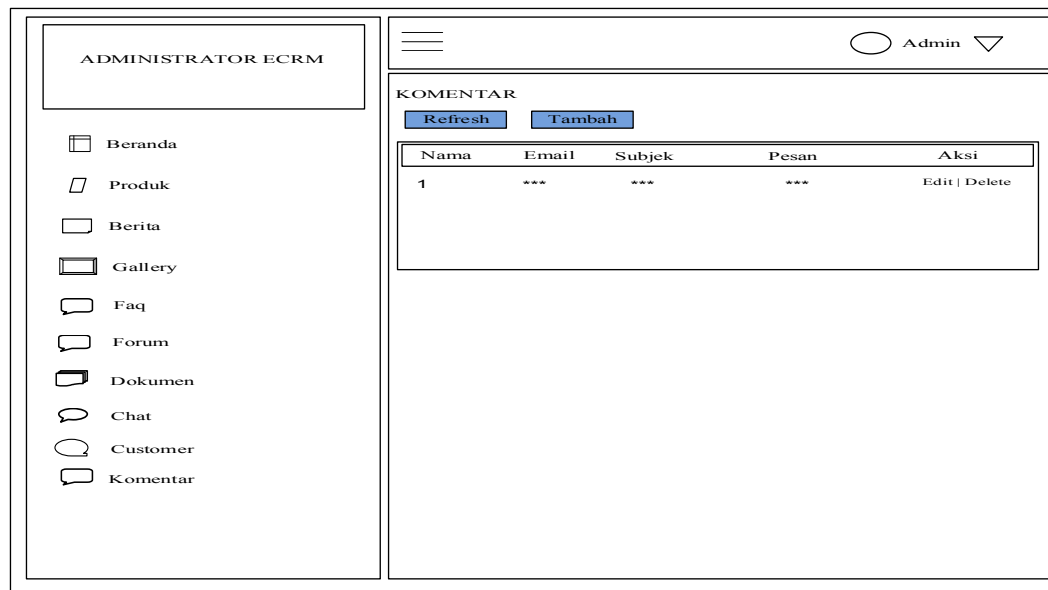 ADMINISTRATOR ECRM
Beranda
Produk
Berita
Gallery
Faq
Forum
Dokumen
Chat
Customer
Komentar
Admin
KOMENTAR
Refresh Tambah
Nama Email Subjek Pesan Aksi
1 *** *** *** Edit | Delete